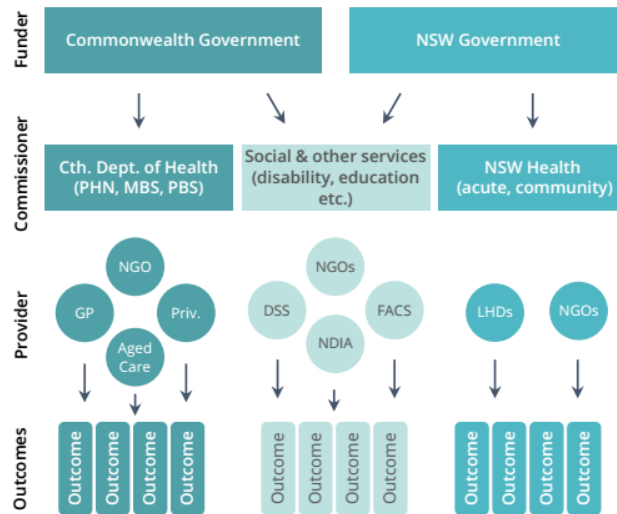 Funder
Commonwealth Government
NSW Government
Commissioner
Cth. Dept. of Health
(PHN, MBS, PBS)
Social & other services
(disability, education
etc.)
NSW Health
(acute, community)
Provider
NGO
GP
Priv.
Aged
Care
NGOs
DSS
FACS
NDIA
LHDs
NGOs
Outcomes
Outcome
Outcome
Outcome
Outcome
Outcome
Outcome
Outcome
Outcome
Outcome
Outcome
Outcome
Outcome